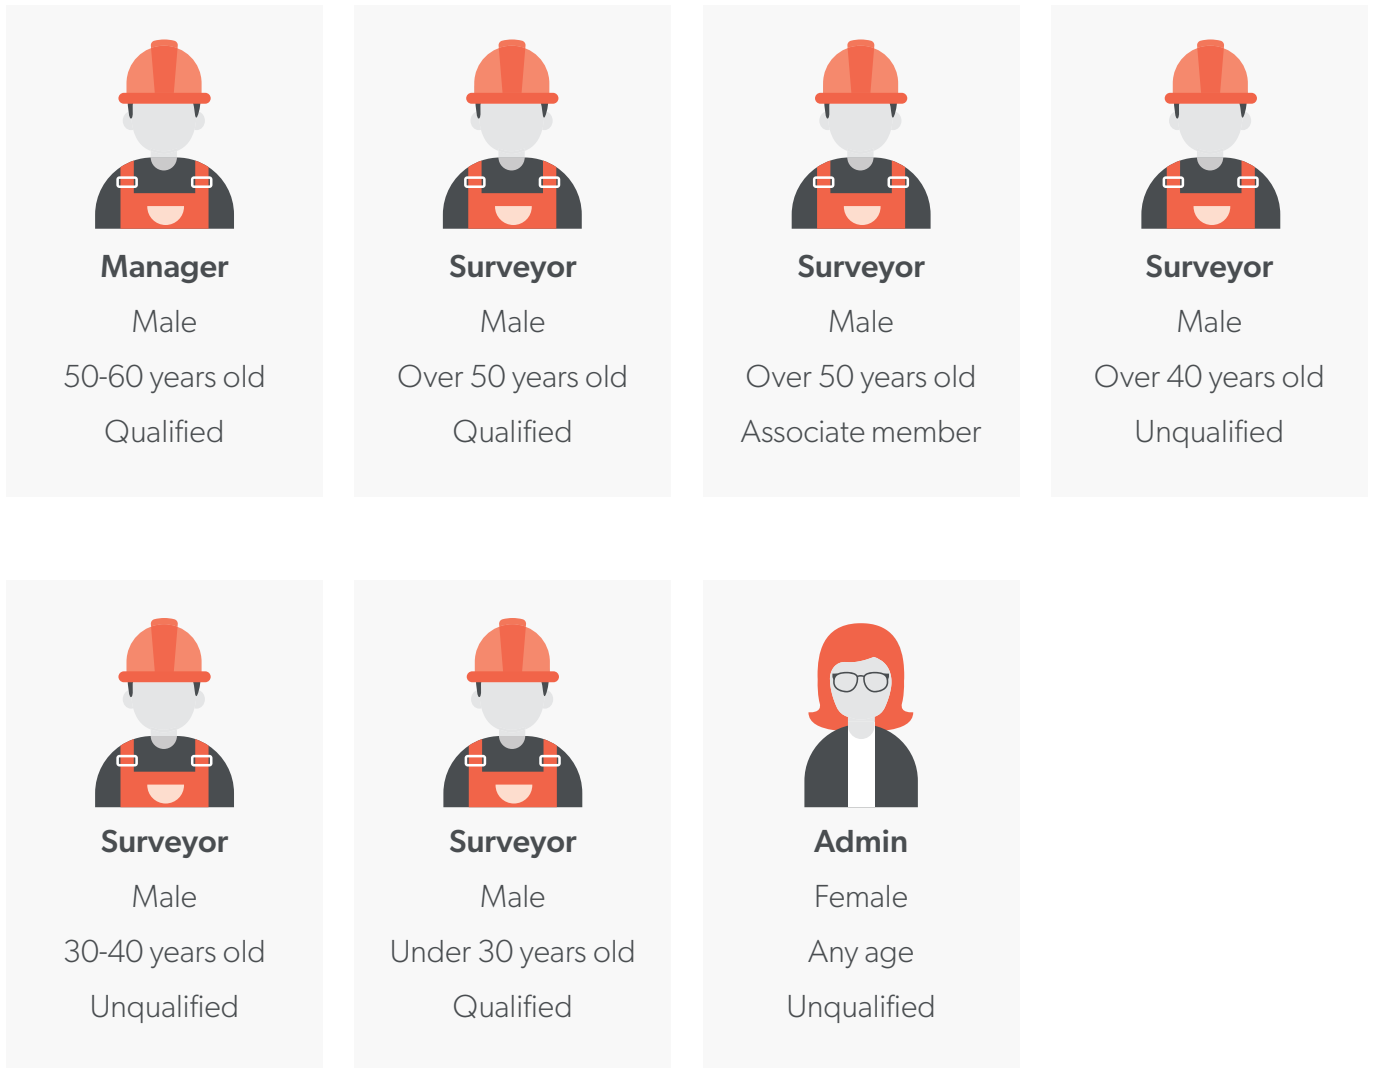 Manager
Male
50-60 years old
Qualified
Surveyor
Male
Over 50 years old
Qualified
Surveyor
Male
Over 50 years old
Associate member
Surveyor
Male
Over 40 years old
Unqualified
Surveyor
Male
30-40 years old
Unqualified
Surveyor
Male
Under 30 years old
Qualified
Admin
Female
Any age
Unqualified